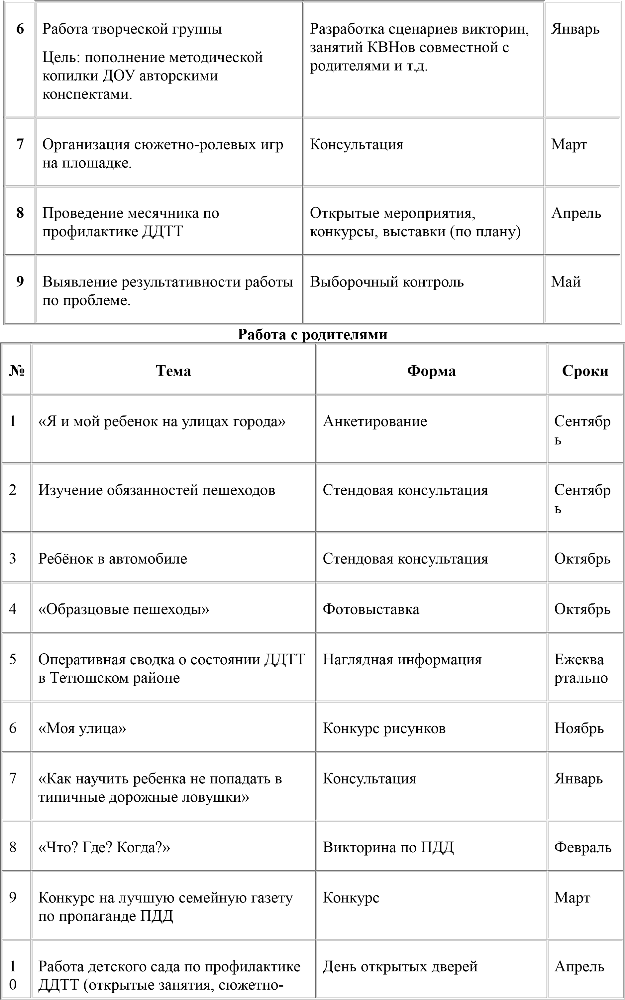 6
Работа творческой группы
Цель: пополнение методической
копилки ДОУ авторскими
конспектами.
Разработка сценариев викторин,
занятий КВНов совместной с
родителями и т.д.
Январь
7
Организация сюжетно-ролевых игр
на площадке.
Консультация
Март
8
Проведение месячника по
профилактике ДДТТ
Открытые мероприятия,
конкурсы, выставки (по плану)
Апрель
9
Выявление результативности работы
по проблеме.
Выборочный контроль
Май
Работа с родителями
№
Тема
Форма
Сроки
1
«Я и мой ребенок на улицах города»
Анкетирование
Сентябр
ь
2
Изучение обязанностей пешеходов
Стендовая консультация
Сентябр
ь
3
Ребёнок в автомобиле
Стендовая консультация
Октябрь
4
«Образцовые пешеходы»
Фотовыставка
Октябрь
5
Оперативная сводка о состоянии ДДТТ
в Тетюшском районе
Наглядная информация
Ежеква
ртально
6
«Моя улица»
Конкурс рисунков
Ноябрь
7
«Как научить ребенка не попадать в
типичные дорожные ловушки»
Консультация
Январь
8
«Что? Где? Когда?»
Викторина по ПДД
Февраль
9
Конкурс на лучшую семейную газету
по пропаганде ПДД
Конкурс
Март
1
0
Работа детского сада по профилактике
ДДТТ (открытые занятия, сюжетно-
День открытых дверей
Апрель